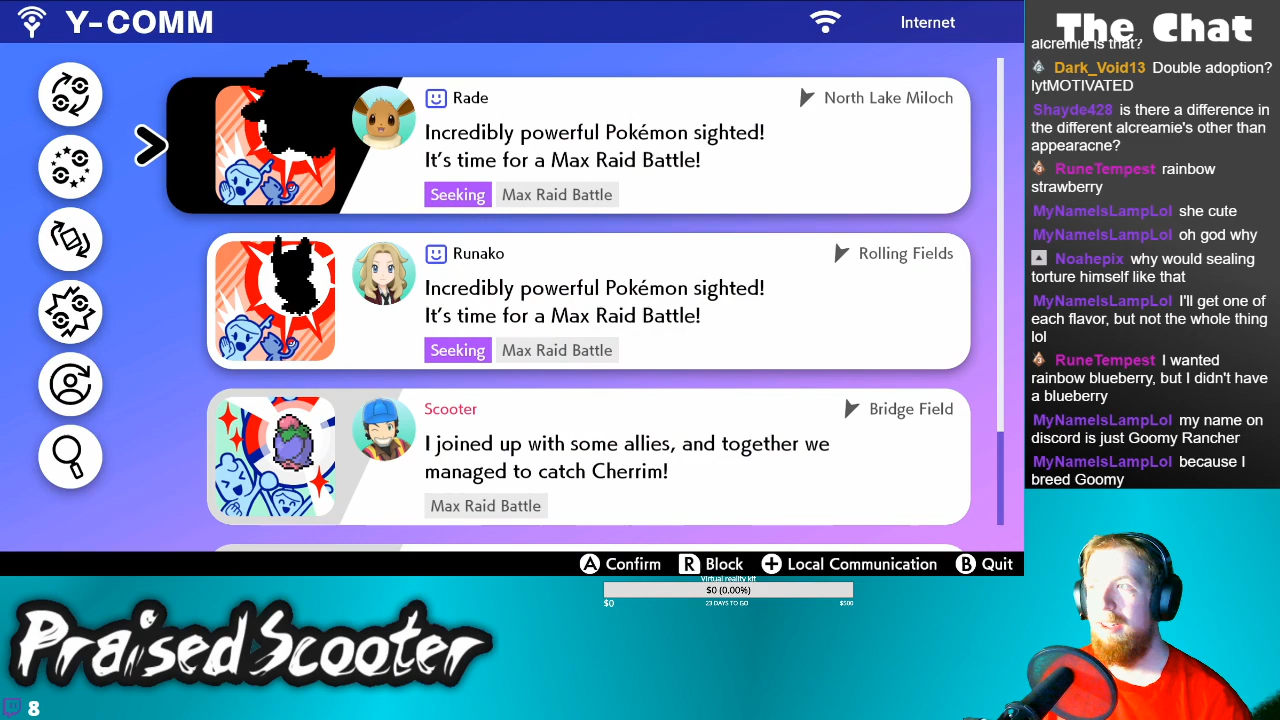 Y-COMM
Internet
Rade
North Lake Miloch
Incredibly powerful Pokémon sighted!
It's time for a Max Raid Battle!
Seeking Max Raid Battle
Runako
Rolling Fields
Incredibly powerful Pokémon sighted!
It's time for a Max Raid Battle!
Seeking Max Raid Battle
Scooter
Bridge Field
I joined up with some allies, and together we
managed to catch Cherrim!
Max Raid Battle
A Confirm R Block + Local Communication B Quit
The Chat
alcremie is that?
Dark_Void13 Double adoption?
lytMOTIVATED
Shayde428 is there a difference in
the different alcreamie's other than
appearacne?
RuneTempest rainbow
strawberry
MyNameIsLampLol she cute
MyNameIsLampLol oh god why
Noahepix why would sealing
torture himself like that
MyNameIsLampLol I'll get one of
each flavor, but not the whole thing
lol
RuneTempest I wanted
rainbow blueberry, but I didn't have
a blueberry
MyNameIsLampLol my name on
discord is just Goomy Rancher
MyNameIsLampLol because I
breed Goomy
Virtual reality kit
$0 (0.00%)
$0 23 DAYS TO GO $500
Praised Scooter
8